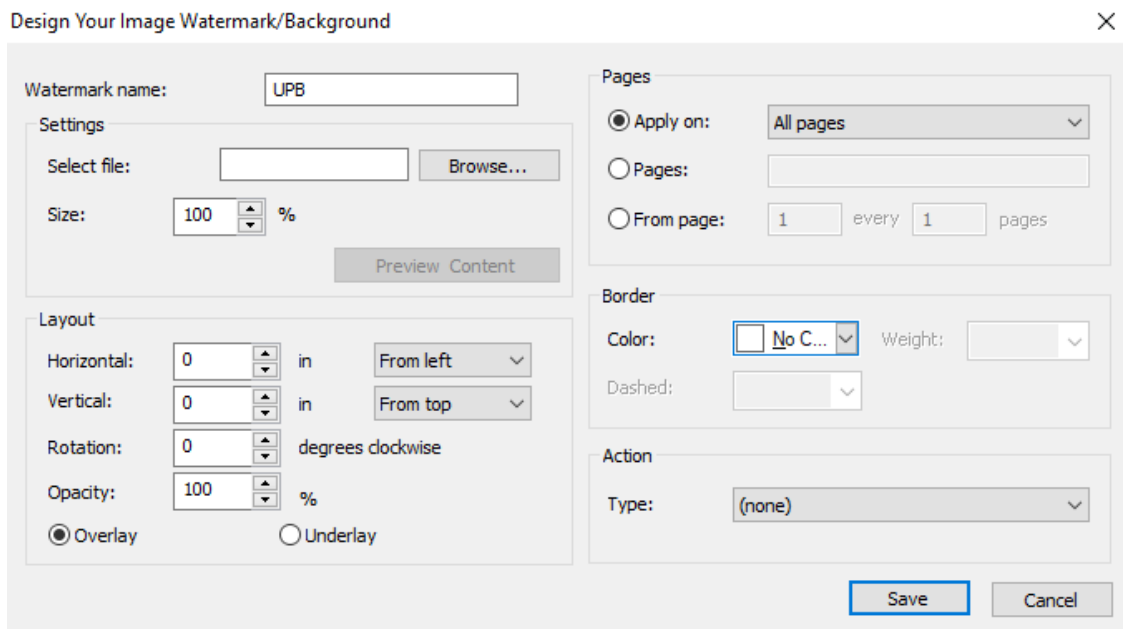 Design Your Image Watermark/Background
Watermark name: UPB
Settings
Select file: Browse...
Size: 100 %
Preview Content
Layout
Horizontal: 0 in From left
Vertical: 0 in From top
Rotation: 0 degrees clockwise
Opacity: 100 %
Overlay Underlay
Pages
Apply on: All pages
Pages:
From page: 1 every 1 pages
Border
Color: No C... Weight:
Dashed:
Action
Type: (none)
Save Cancel